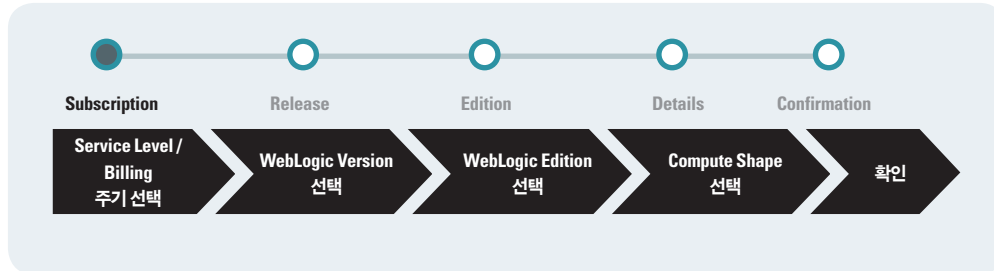 Subscription
Release
Edition
Details
Confirmation
Service Level /
Billing
주기 선택
WebLogic Version
선택
WebLogic Edition
선택
Compute Shape
선택
확인